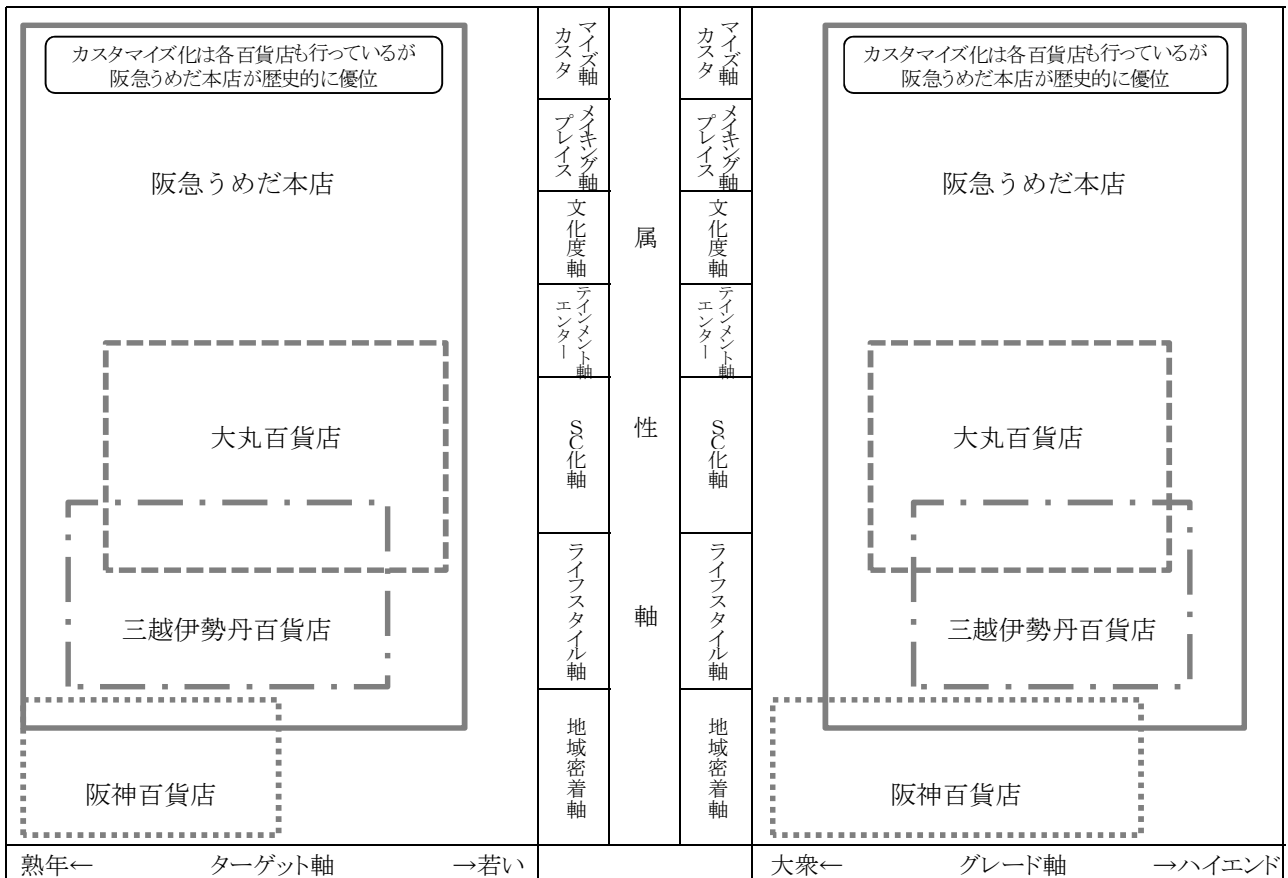 カスタマイズ化は各百貨店も行っているが
阪急うめだ本店が歴史的に優位
阪急うめだ本店
大丸百貨店
三越伊勢丹百貨店
阪神百貨店
熟年← ターゲット軸 →若い
カスタ
マイズ軸
プレイス
メイキング軸
文化度軸
エンター
テインメント軸
SC化軸
ライフスタイル軸
地域密着軸
属性軸
カスタ
マイズ軸
プレイス
メイキング軸
文化度軸
エンター
テインメント軸
SC化軸
ライフスタイル軸
地域密着軸
カスタマイズ化は各百貨店も行っているが
阪急うめだ本店が歴史的に優位
阪急うめだ本店
大丸百貨店
三越伊勢丹百貨店
阪神百貨店
大衆← グレード軸 →ハイエンド